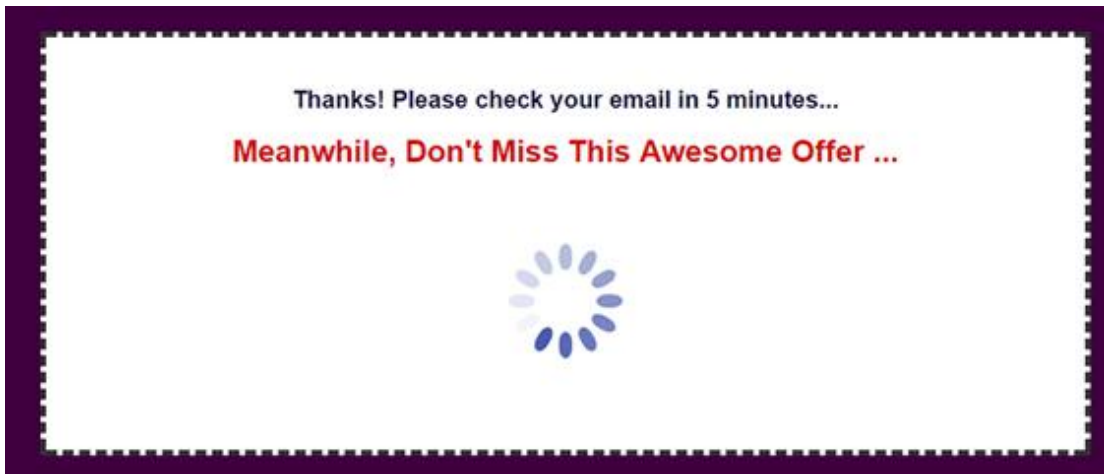 Thanks! Please check your email in 5 minutes...
Meanwhile, Don't Miss This Awesome Offer ...